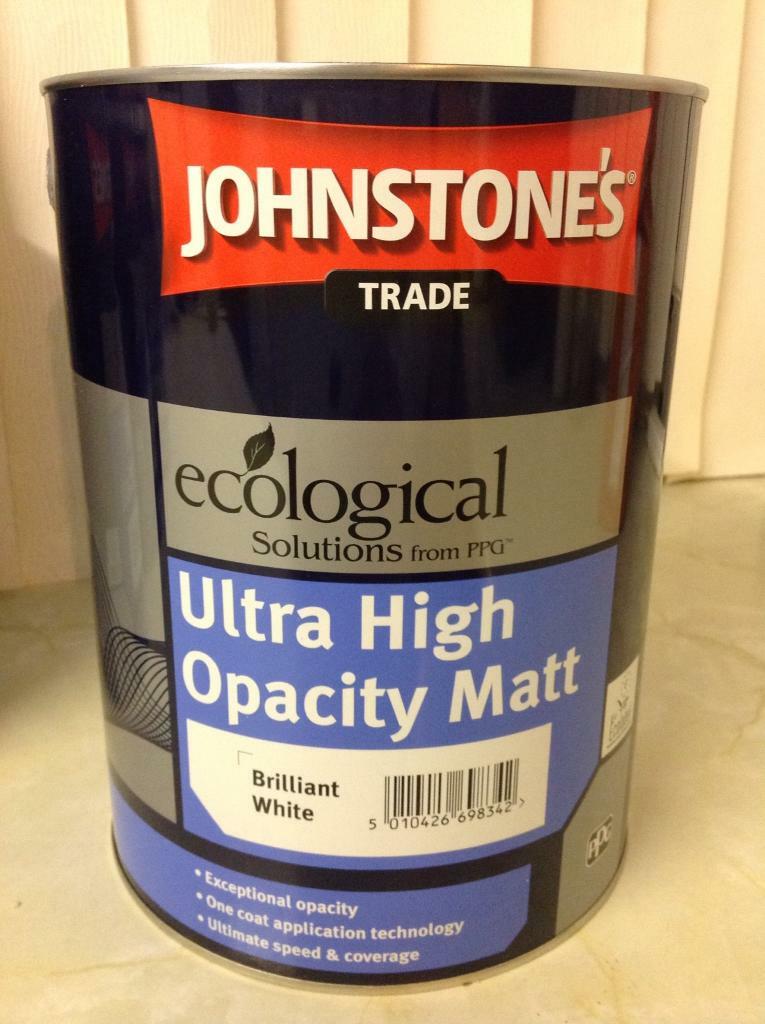 JOHNSTONE'S®
TRADE
ecological
Solutions from PPG™
Ultra High
Opacity Matt
Brilliant
White
5 010426 698342 >
• Exceptional opacity
• One coat application technology
• Ultimate speed & coverage
PPG